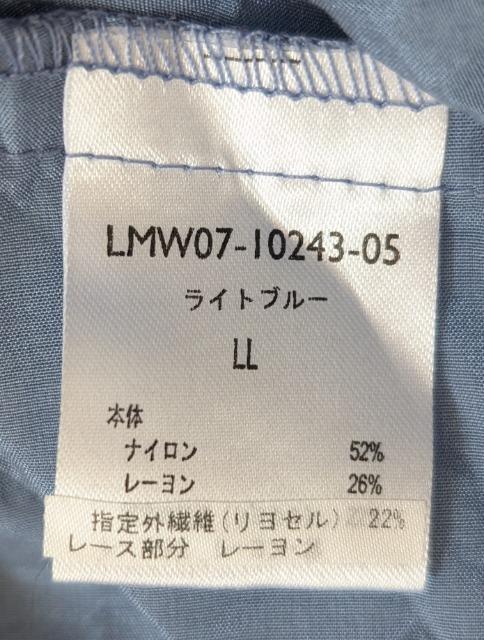 LMW07-10243-05
ライトブルー
LL
本体
ナイロン 52%
レーヨン 26%
指定外繊維(リヨセル) 22%
レース部分 レーヨン